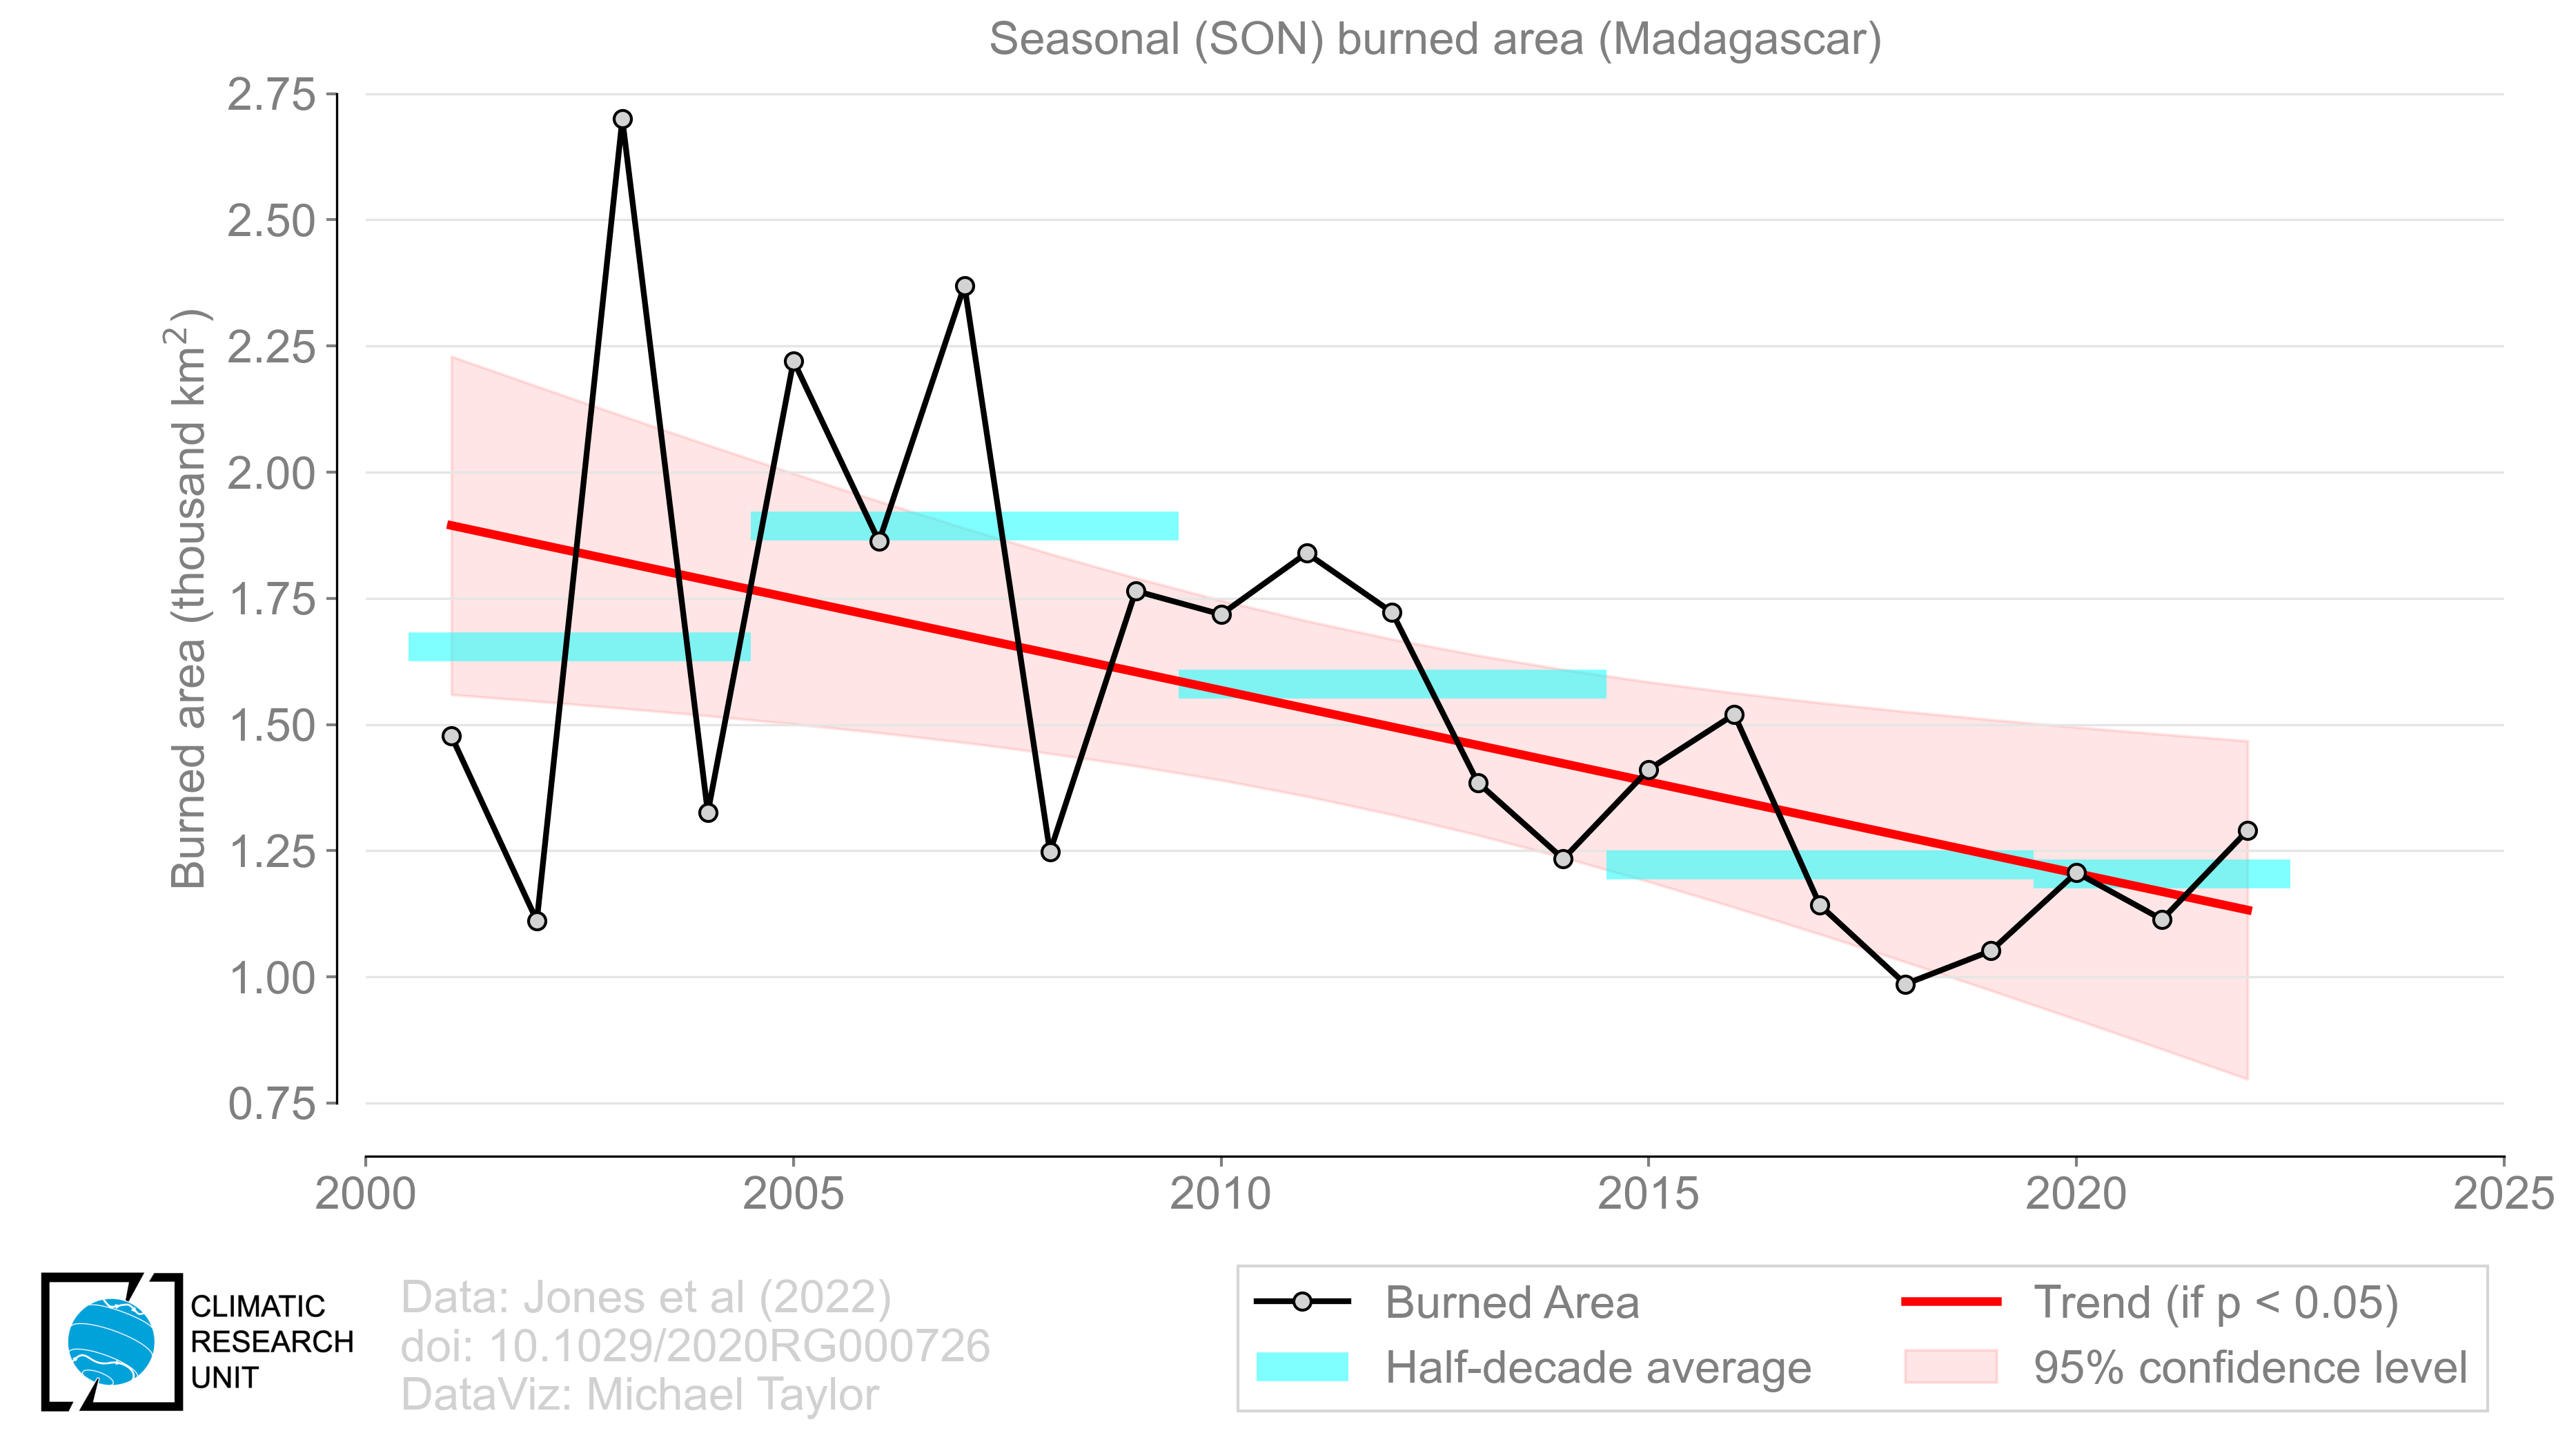 Seasonal (SON) burned area (Madagascar)
Burned area (thousand km²)
2.75
2.50
2.25
2.00
1.75
1.50
1.25
1.00
0.75
2000
2005
2010
2015
2020
2025
CLIMATIC
RESEARCH
UNIT
Data: Jones et al (2022)
doi: 10.1029/2020RG000726
DataViz: Michael Taylor
Burned Area
Half-decade average
Trend (if p < 0.05)
95% confidence level